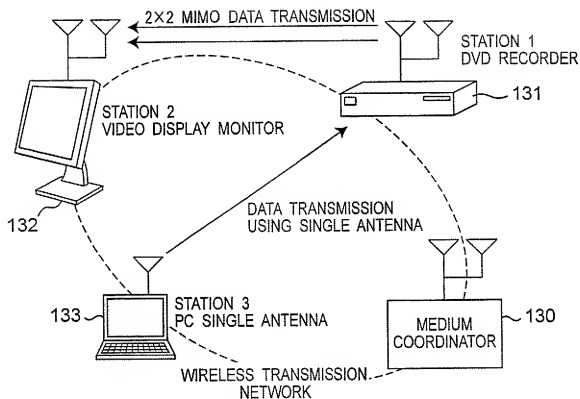 2×2 MIMO DATA TRANSMISSION
STATION 1
DVD RECORDER
131
STATION 2
VIDEO DISPLAY MONITOR
132
DATA TRANSMISSION
USING SINGLE ANTENNA
133
STATION 3
PC SINGLE ANTENNA
MEDIUM
COORDINATOR
130
WIRELESS TRANSMISSION
NETWORK